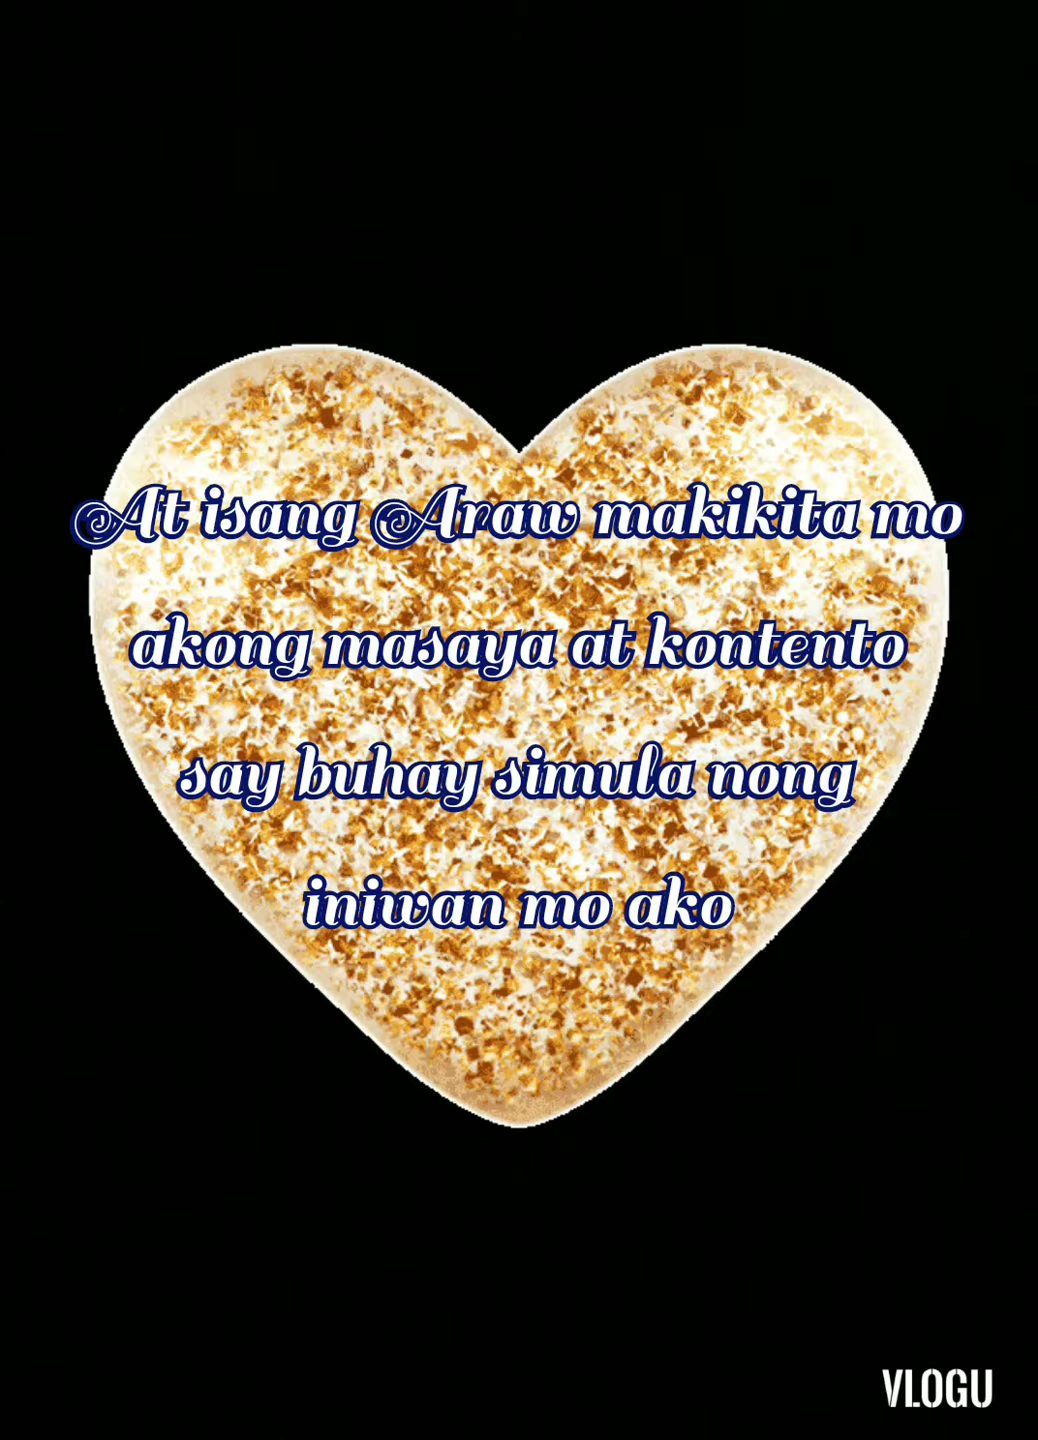 At isang Araw makikita mo
akong masaya at kontento
say buhay simula nong
iniwan mo ako
VLOGU